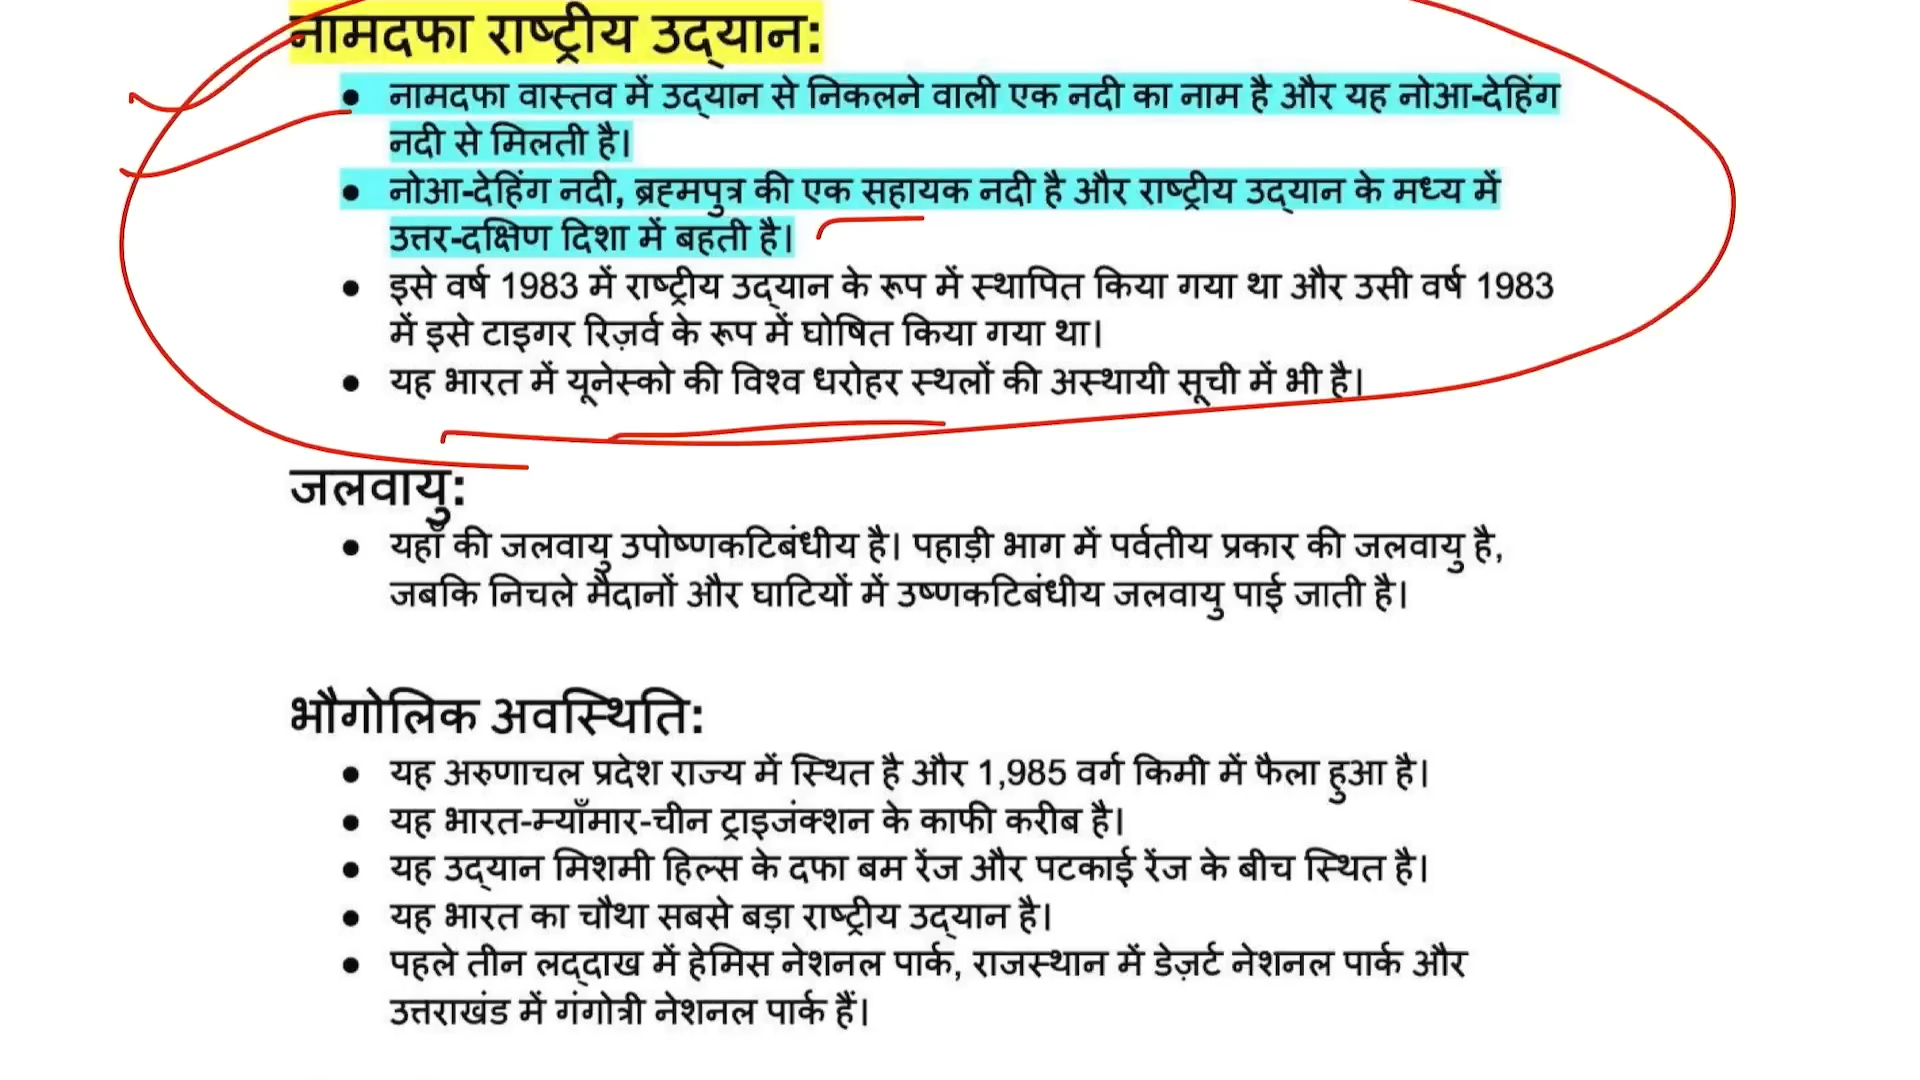 नामदफा राष्ट्रीय उद्यान:
● नामदफा वास्तव में उद्यान से निकलने वाली एक नदी का नाम है और यह नोआ-देहिंग
नदी से मिलती है।
● नोआ-देहिंग नदी, ब्रह्मपुत्र की एक सहायक नदी है और राष्ट्रीय उद्यान के मध्य में
उत्तर-दक्षिण दिशा में बहती है।
● इसे वर्ष 1983 में राष्ट्रीय उद्यान के रूप में स्थापित किया गया था और उसी वर्ष 1983
में इसे टाइगर रिज़र्व के रूप में घोषित किया गया था।
● यह भारत में यूनेस्को की विश्व धरोहर स्थलों की अस्थायी सूची में भी है।
जलवायु:
● यहाँ की जलवायु उपोष्णकटिबंधीय है। पहाड़ी भाग में पर्वतीय प्रकार की जलवायु है,
जबकि निचले मैदानों और घाटियों में उष्णकटिबंधीय जलवायु पाई जाती है।
भौगोलिक अवस्थिति:
● यह अरुणाचल प्रदेश राज्य में स्थित है और 1,985 वर्ग किमी में फैला हुआ है।
● यह भारत-म्याँमार-चीन ट्राइजंक्शन के काफी करीब है।
● यह उद्यान मिशमी हिल्स के दफा बम रेंज और पटकाई रेंज के बीच स्थित है।
● यह भारत का चौथा सबसे बड़ा राष्ट्रीय उद्यान है।
● पहले तीन लद्दाख में हेमिस नेशनल पार्क, राजस्थान में डेज़र्ट नेशनल पार्क और
उत्तराखंड में गंगोत्री नेशनल पार्क हैं।